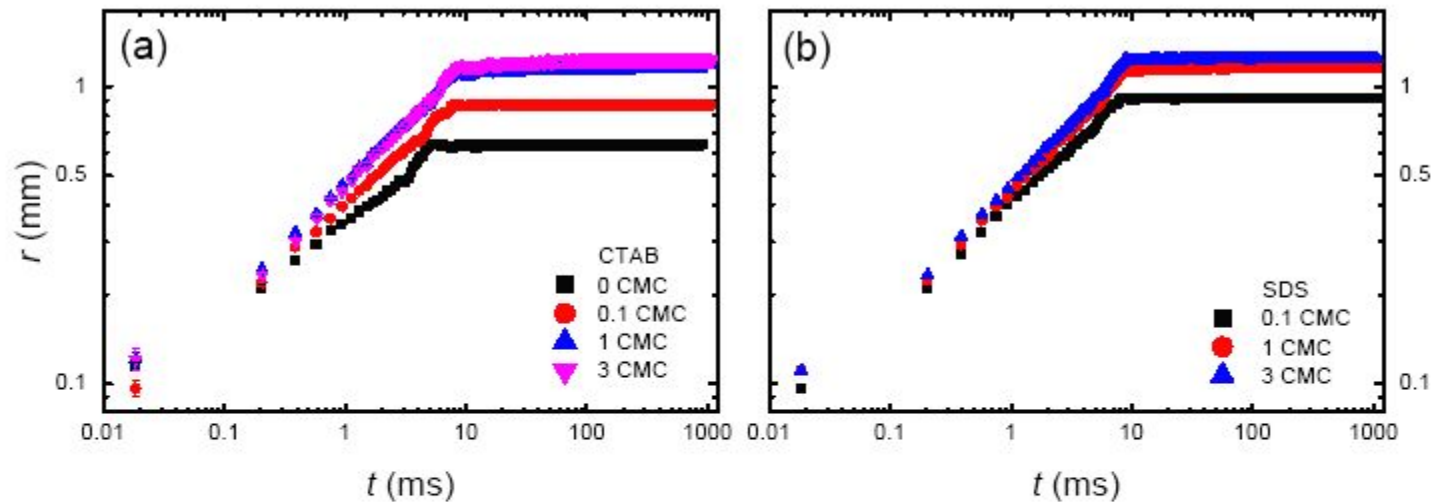 (a)
r (mm)
1
0.5
0.1
CTAB
0 CMC
0.1 CMC
1 CMC
3 CMC
0.01 0.1 1 10 100 1000
t (ms)
(b)
1
0.5
0.1
SDS
0.1 CMC
1 CMC
3 CMC
0.01 0.1 1 10 100 1000
t (ms)